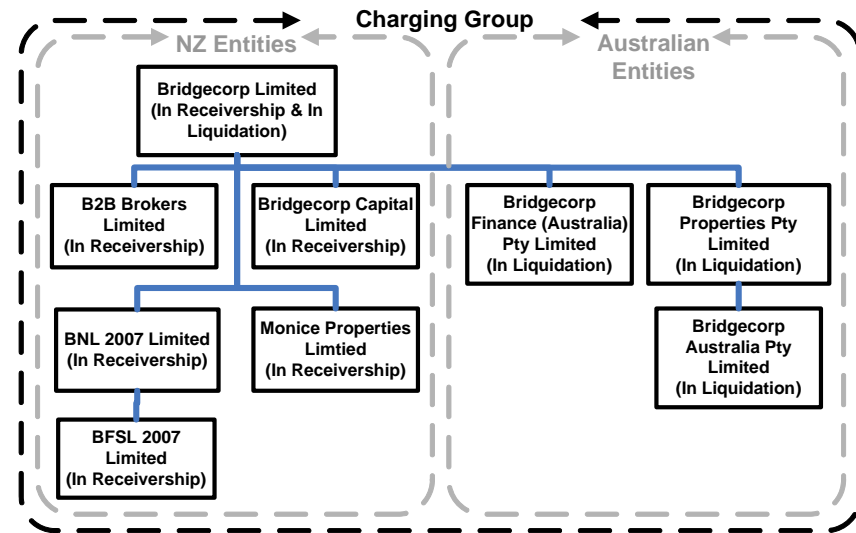 Charging Group
NZ Entities
Australian
Entities
Bridgecorp Limited
(In Receivership & In
Liquidation)
B2B Brokers
Limited
(In Receivership)
Bridgecorp Capital
Limited
(In Receivership)
Bridgecorp
Finance (Australia)
Pty Limited
(In Liquidation)
Bridgecorp
Properties Pty
Limited
(In Liquidation)
BNL 2007 Limited
(In Receivership)
Monice Properties
Limtied
(In Receivership)
Bridgecorp
Australia Pty
Limited
(In Liquidation)
BFSL 2007
Limited
(In Receivership)